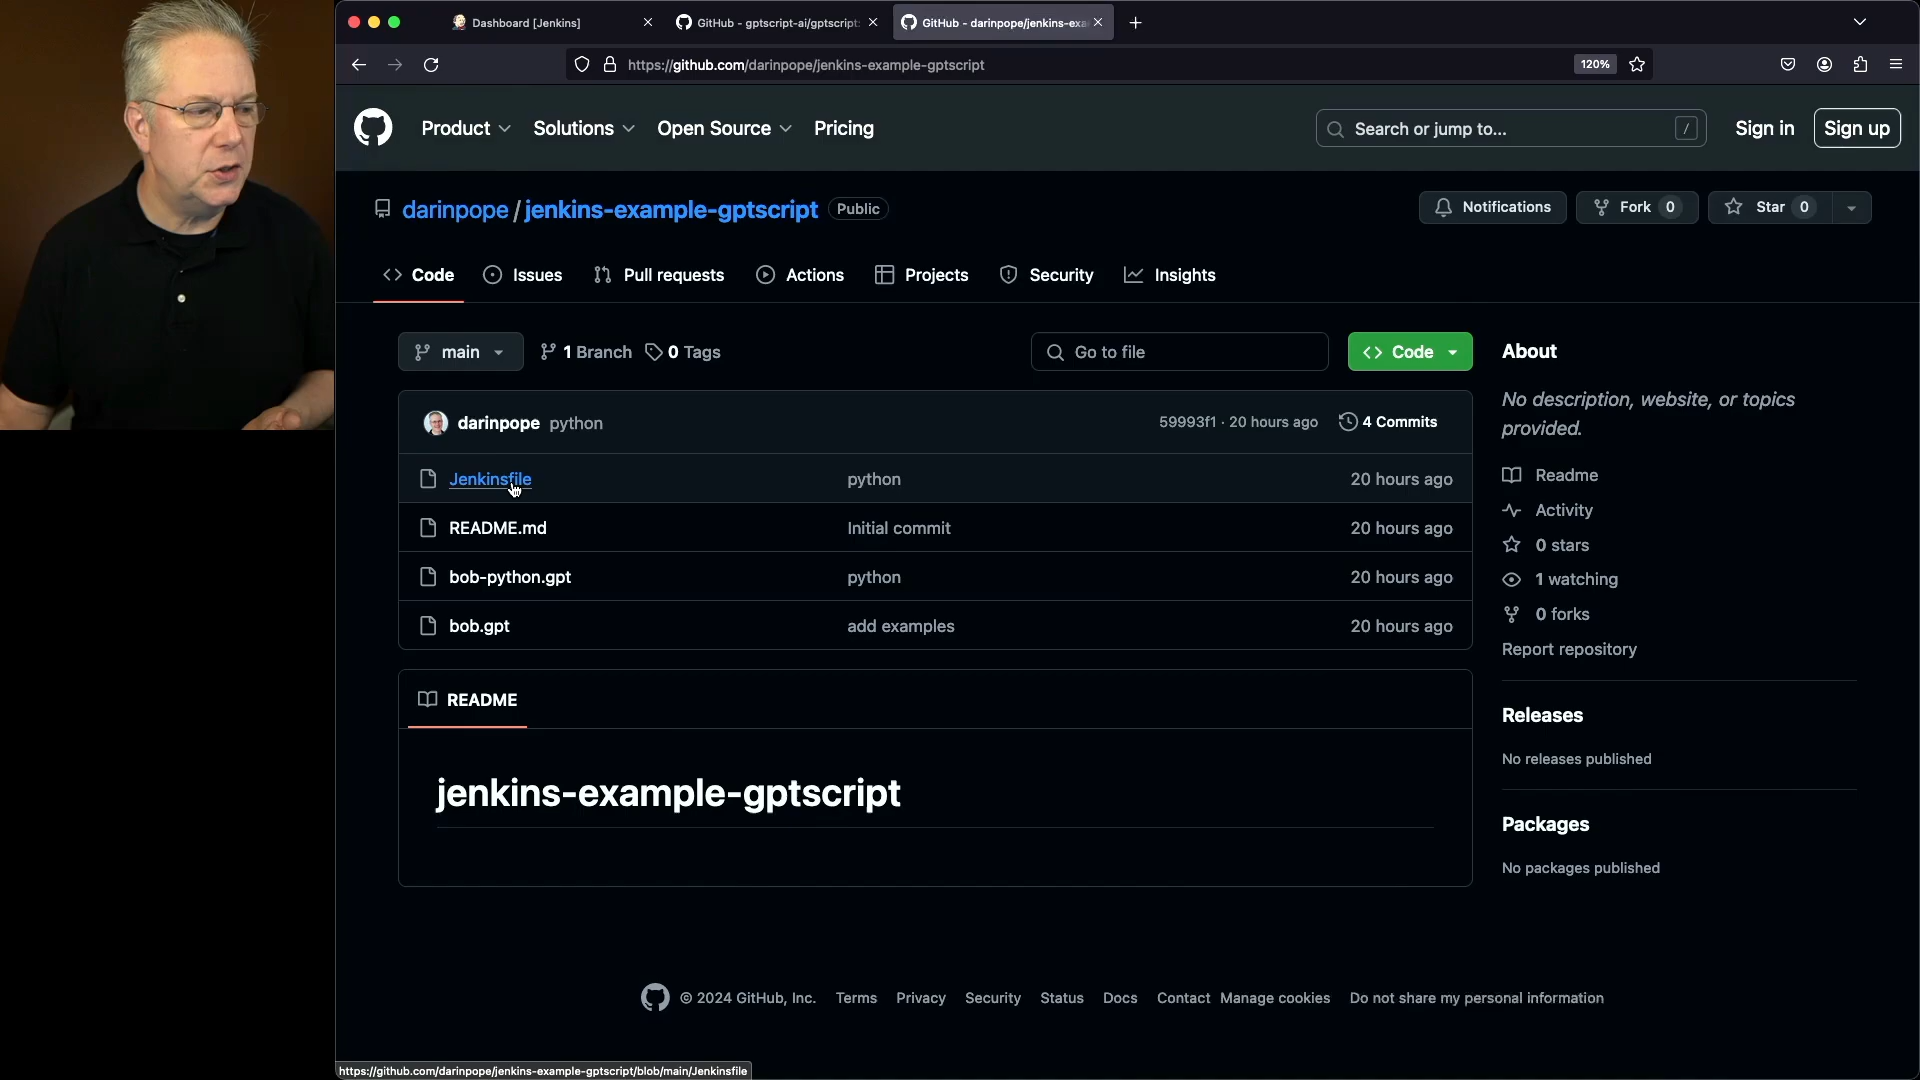 Dashboard [Jenkins]
GitHub - gptscript-ai/gptscript:
GitHub - darinpope/jenkins-exa
https://github.com/darinpope/jenkins-example-gptscript
120%
Product
Solutions
Open Source
Pricing
Search or jump to...
/
Sign in
Sign up
darinpope / jenkins-example-gptscript
Public
Notifications
Fork 0
Star 0
Code
Issues
Pull requests
Actions
Projects
Security
Insights
main
1 Branch
0 Tags
Go to file
Code
darinpope python
59993f1 · 20 hours ago
4 Commits
Jenkinsfile python 20 hours ago
README.md Initial commit 20 hours ago
bob-python.gpt python 20 hours ago
bob.gpt add examples 20 hours ago
README
jenkins-example-gptscript
About
No description, website, or topics
provided.
Readme
Activity
0 stars
1 watching
0 forks
Report repository
Releases
No releases published
Packages
No packages published
© 2024 GitHub, Inc. Terms Privacy Security Status Docs Contact Manage cookies Do not share my personal information
https://github.com/darinpope/jenkins-example-gptscript/blob/main/Jenkinsfile